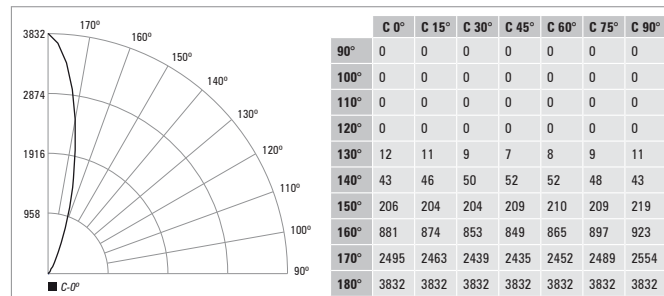 3832
2874
1916
958
170º
160º
150º
140º
130º
120º
110º
100º
90º
C-0º
C 0° C 15° C 30° C 45° C 60° C 75° C 90°
90° 0 0 0 0 0 0 0
100° 0 0 0 0 0 0 0
110° 0 0 0 0 0 0 0
120° 0 0 0 0 0 0 0
130° 12 11 9 7 8 9 11
140° 43 46 50 52 52 48 43
150° 206 204 204 209 210 209 219
160° 881 874 853 849 865 897 923
170° 2495 2463 2439 2435 2452 2489 2554
180° 3832 3832 3832 3832 3832 3832 3832